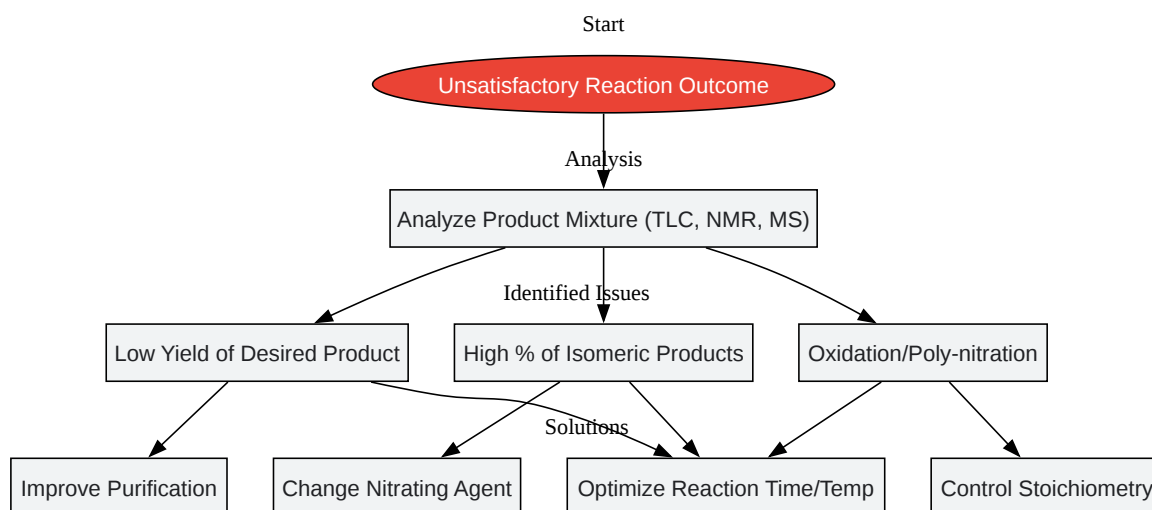 Start
Unsatisfactory Reaction Outcome
Analysis
Analyze Product Mixture (TLC, NMR, MS)
Identified Issues
Low Yield of Desired Product
High % of Isomeric Products
Oxidation/Poly-nitration
Solutions
Improve Purification
Change Nitrating Agent
Optimize Reaction Time/Temp
Control Stoichiometry